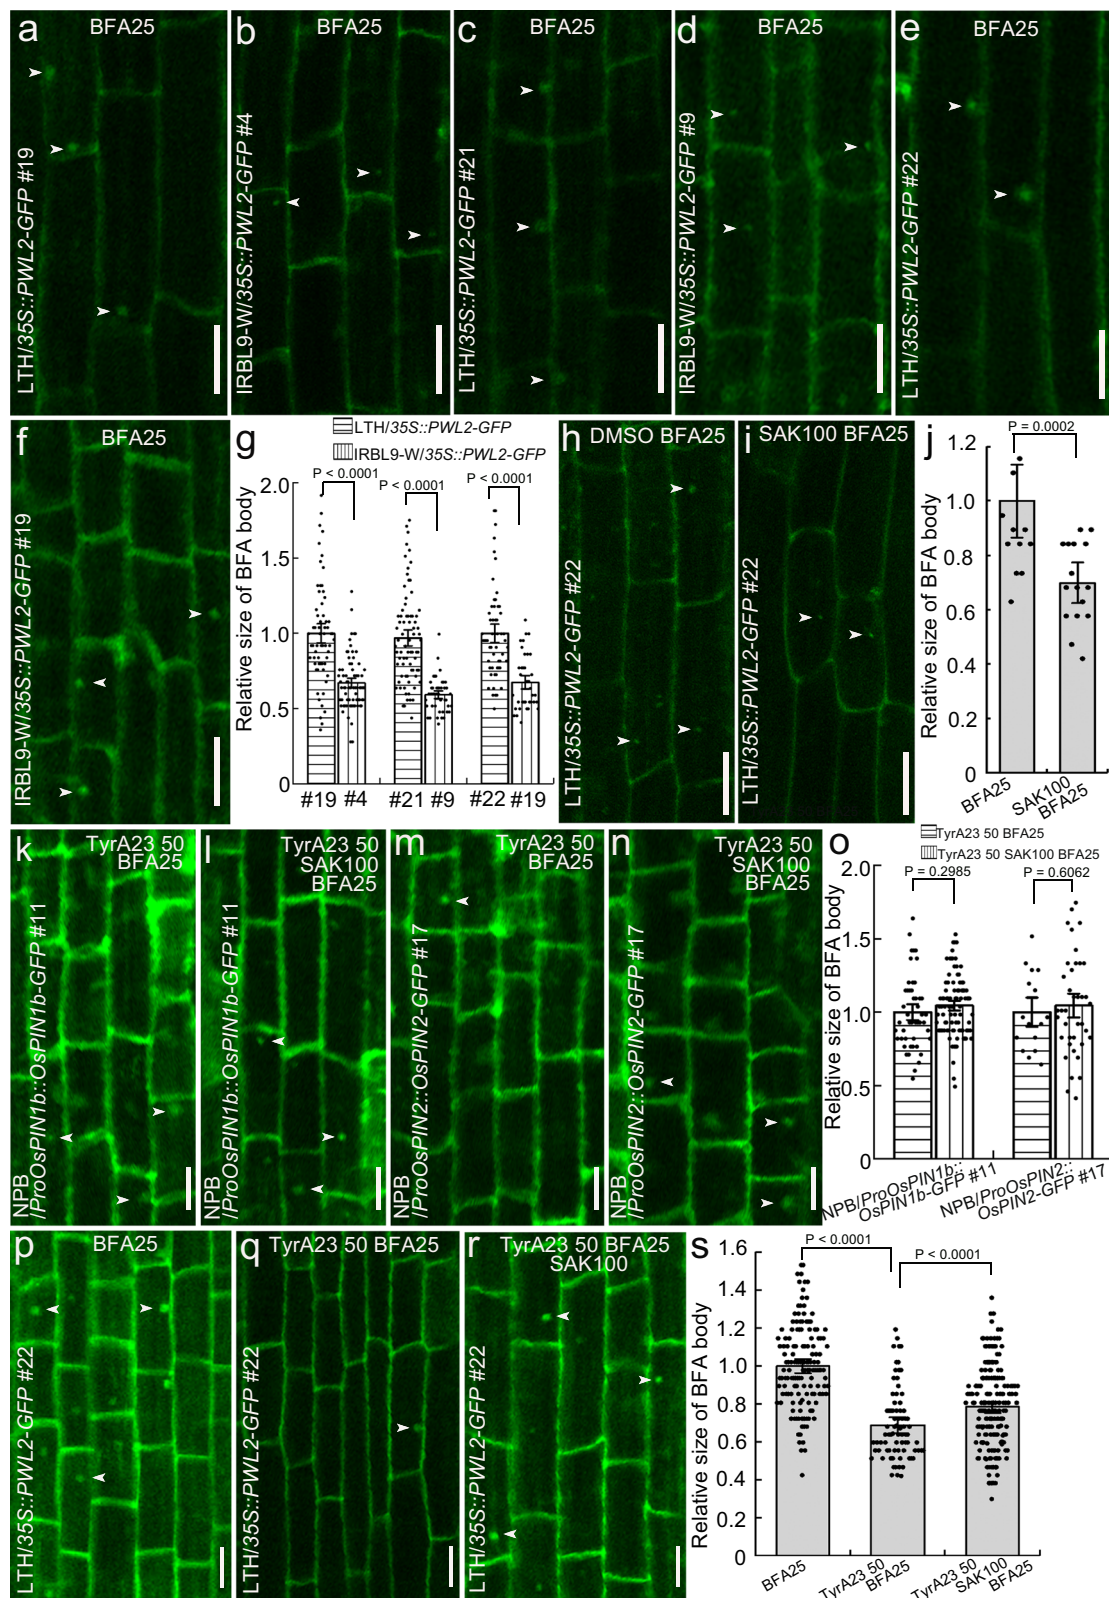 a
BFA25
LTH/35S::PWL2-GFP #19
b
BFA25
IRBL9-W/35S::PWL2-GFP #4
c
BFA25
LTH/35S::PWL2-GFP #21
d
BFA25
IRBL9-W/35S::PWL2-GFP #9
e
BFA25
LTH/35S::PWL2-GFP #22
f
BFA25
IRBL9-W/35S::PWL2-GFP #19
g
LTH/35S::PWL2-GFP
IRBL9-W/35S::PWL2-GFP
P < 0.0001
P < 0.0001
P < 0.0001
Relative size of BFA body
2.0
1.5
1.0
0.5
0
#19 #4 #21 #9 #22 #19
h
DMSO BFA25
LTH/35S::PWL2-GFP #22
i
SAK100 BFA25
LTH/35S::PWL2-GFP #22
j
P = 0.0002
Relative size of BFA body
1.2
1.0
0.8
0.6
0.4
0.2
0
BFA25
SAK100
BFA25
k
TyrA23 50
BFA25
NPB
/ProOsPIN1b::OsPIN1b-GFP #11
l
TyrA23 50
SAK100
BFA25
NPB
/ProOsPIN1b::OsPIN1b-GFP #11
m
TyrA23 50
BFA25
NPB
/ProOsPIN2::OsPIN2-GFP #17
n
TyrA23 50
SAK100
BFA25
NPB
/ProOsPIN2::OsPIN2-GFP #17
o
TyrA23 50 BFA25
TyrA23 50 SAK100 BFA25
P = 0.2985
P = 0.6062
Relative size of BFA body
2.0
1.5
1.0
0.5
0
NPB/ProOsPIN1b::
OsPIN1b-GFP #11
NPB/ProOsPIN2::
OsPIN2-GFP #17
p
BFA25
LTH/35S::PWL2-GFP #22
q
TyrA23 50 BFA25
LTH/35S::PWL2-GFP #22
r
TyrA23 50 BFA25
SAK100
LTH/35S::PWL2-GFP #22
s
P < 0.0001
P < 0.0001
Relative size of BFA body
1.6
1.4
1.2
1.0
0.8
0.6
0.4
0.2
0
BFA25
TyrA23 50
BFA25
TyrA23 50
SAK100
BFA25